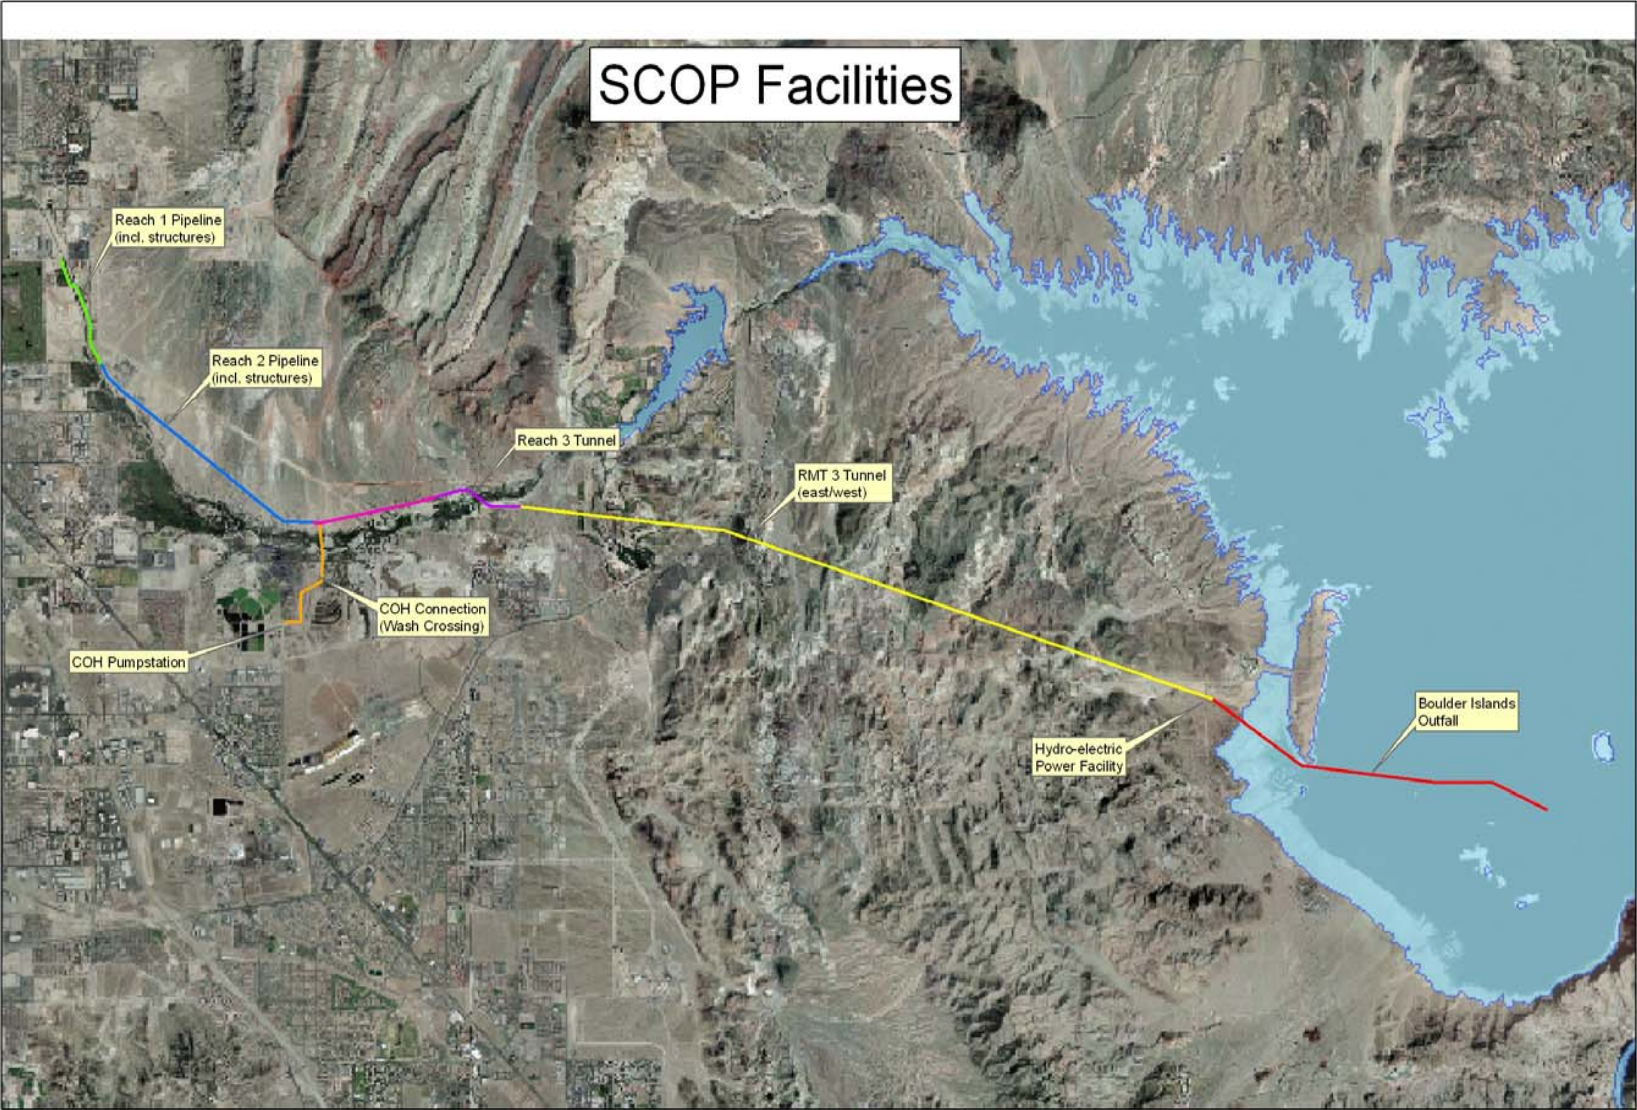 SCOP Facilities
Reach 1 Pipeline
(incl. structures)
Reach 2 Pipeline
(incl. structures)
Reach 3 Tunnel
RMT 3 Tunnel
(east/west)
COH Connection
(Wash Crossing)
COH Pumpstation
Boulder Islands
Outfall
Hydro-electric
Power Facility